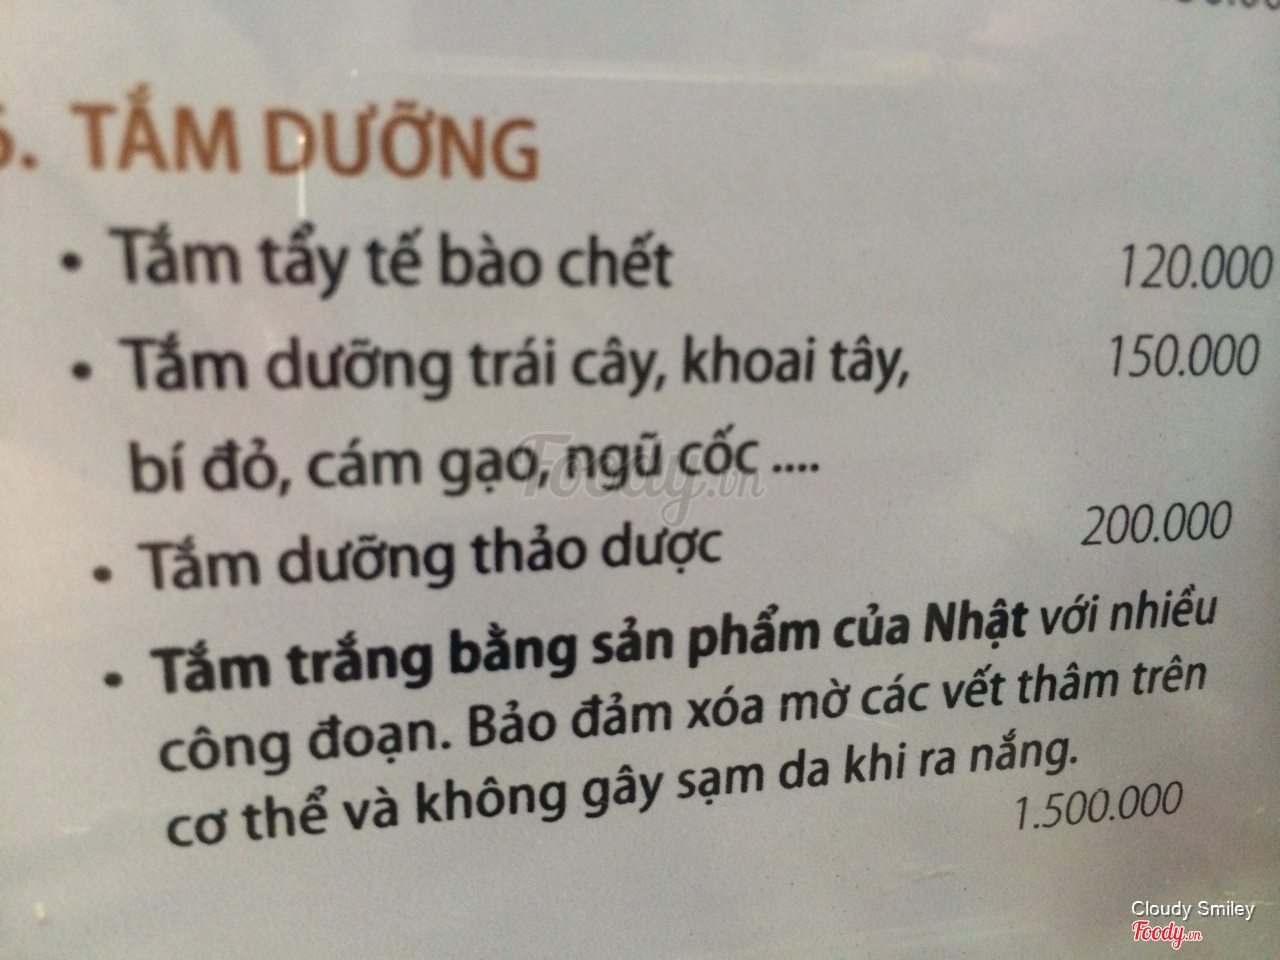 . TẮM DƯỠNG
• Tắm tẩy tế bào chết 120.000
• Tắm dưỡng trái cây, khoai tây, 150.000
bí đỏ, cám gạo, ngũ cốc ....
Foody.vn
• Tắm dưỡng thảo dược 200.000
• Tắm trắng bằng sản phẩm của Nhật với nhiều
công đoạn. Bảo đảm xóa mờ các vết thâm trên
cơ thể và không gây sạm da khi ra nắng.
1.500.000
Cloudy Smiley
Foody.vn